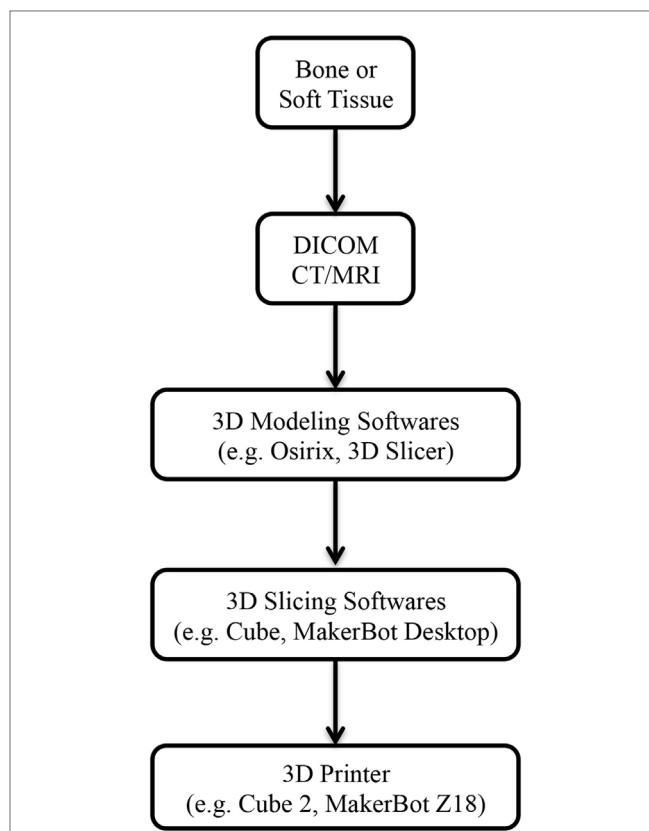 Bone or
Soft Tissue
DICOM
CT/MRI
3D Modeling Softwares
(e.g. Osirix, 3D Slicer)
3D Slicing Softwares
(e.g. Cube, MakerBot Desktop)
3D Printer
(e.g. Cube 2, MakerBot Z18)